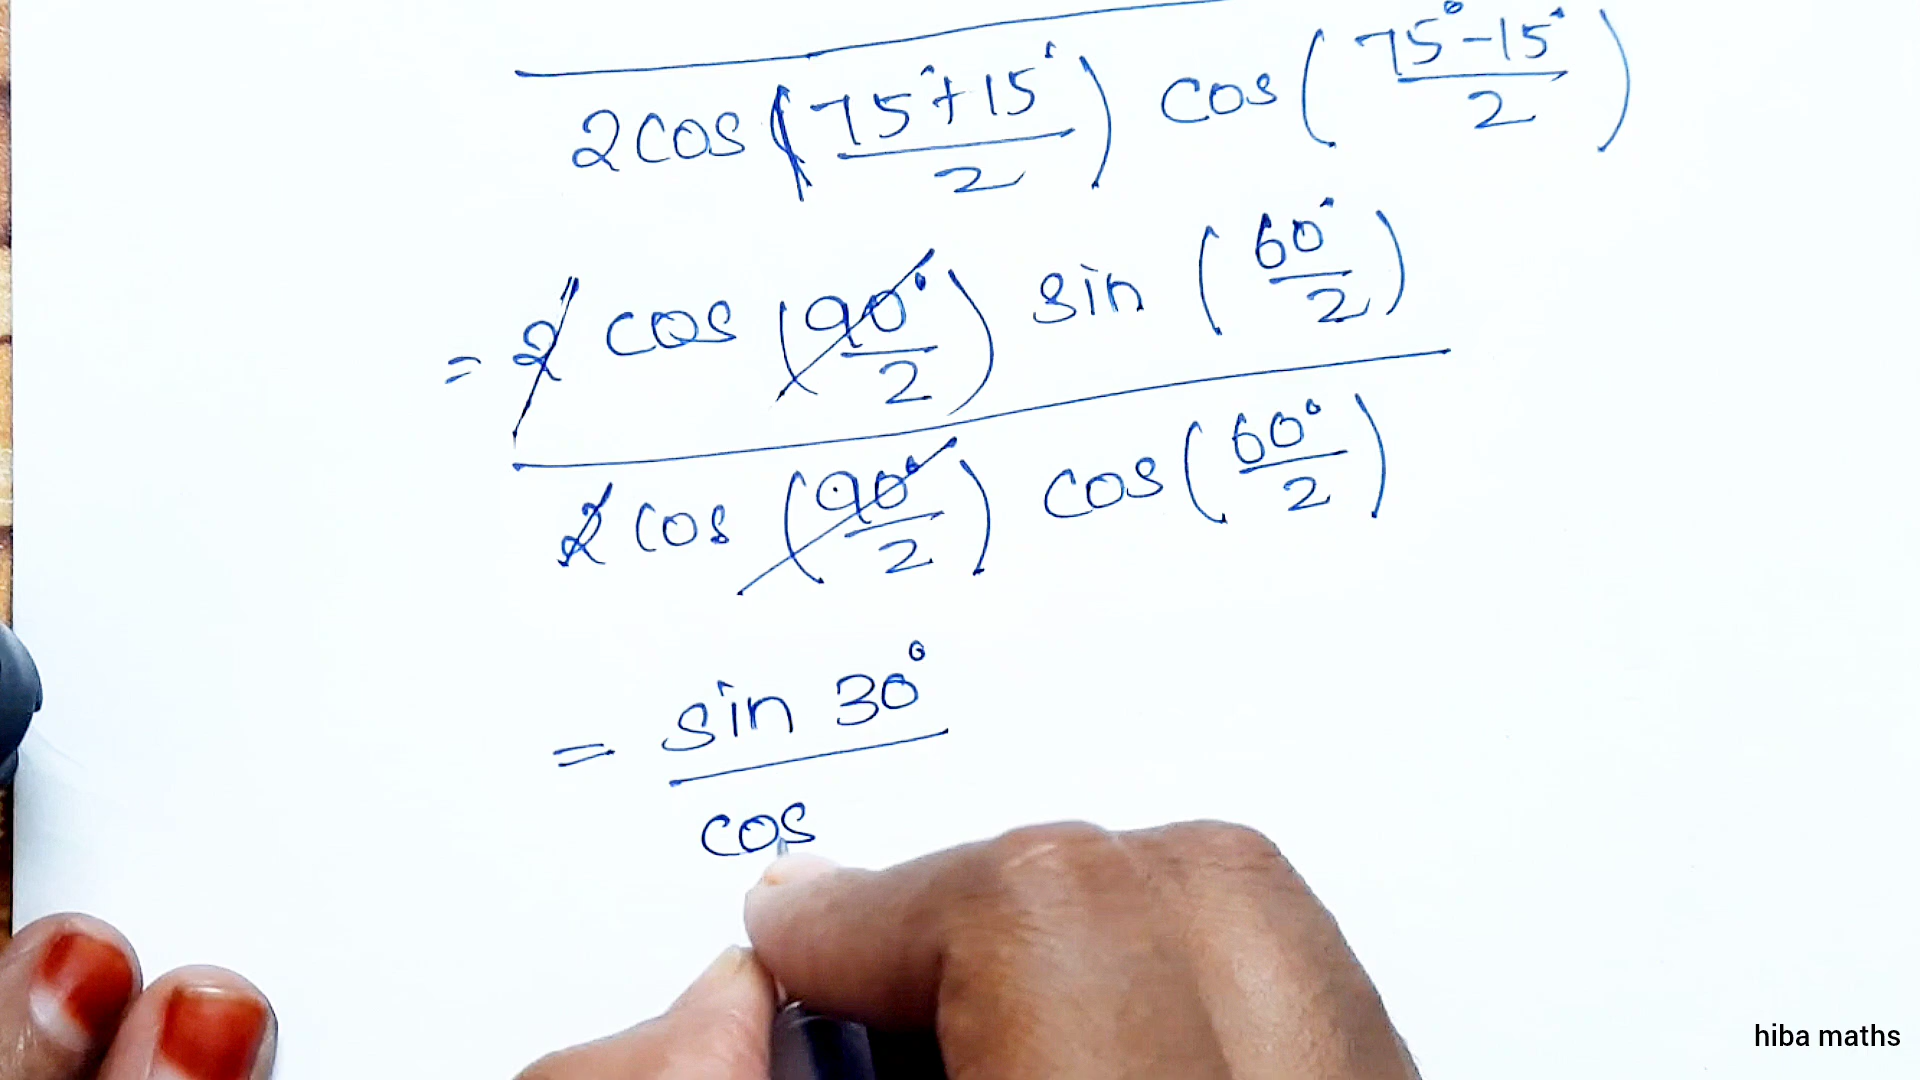 2cos(75°+15°/2) cos(75°-15°/2)
= 2 cos(90°/2) sin(60°/2)
2 cos(90°/2) cos(60°/2)
= sin 30°
cos
hiba maths